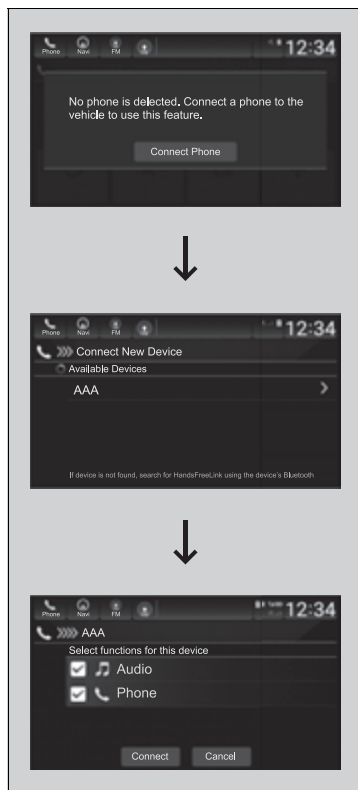 Phone Navi FM 12:34
No phone is delected. Connect a phone to the
vehicle to use this feature.
Connect Phone
Phone Navi FM 12:34
Connect New Device
Available Devices
AAA
If device is not found, search for HandsFreeLink using the device's Bluetooth
Phone Navi FM 12:34
AAA
Select functions for this device
Audio
Phone
Connect Cancel